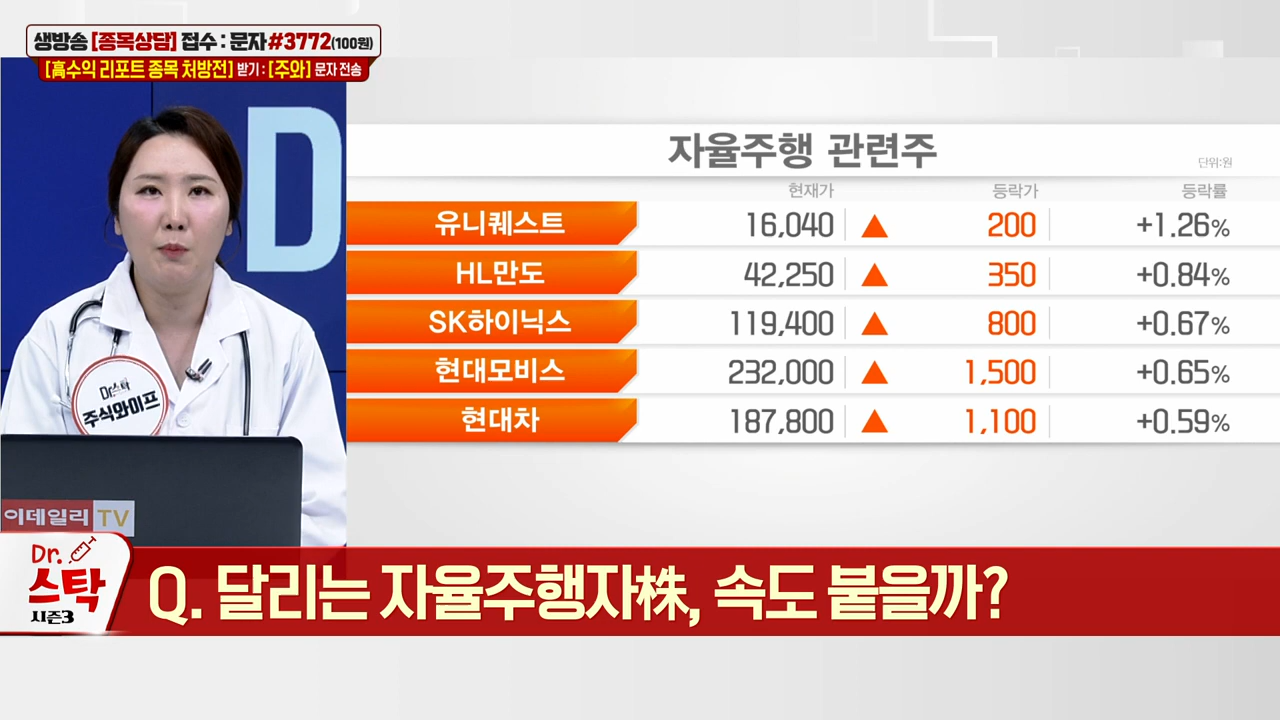 생방송 [종목상담] 접수 : 문자 #3772(100원)
[高수익 리포트 종목 처방전] 받기 : [주와] 문자 전송
D
자율주행 관련주
단위:원
현재가 등락가 등락률
유니퀘스트 16,040 ▲ 200 +1.26%
HL만도 42,250 ▲ 350 +0.84%
SK하이닉스 119,400 ▲ 800 +0.67%
현대모비스 232,000 ▲ 1,500 +0.65%
현대차 187,800 ▲ 1,100 +0.59%
Dr.스탁
주식와이프
이데일리 TV
Dr.
스탁
시즌3
Q. 달리는 자율주행자株, 속도 붙을까?